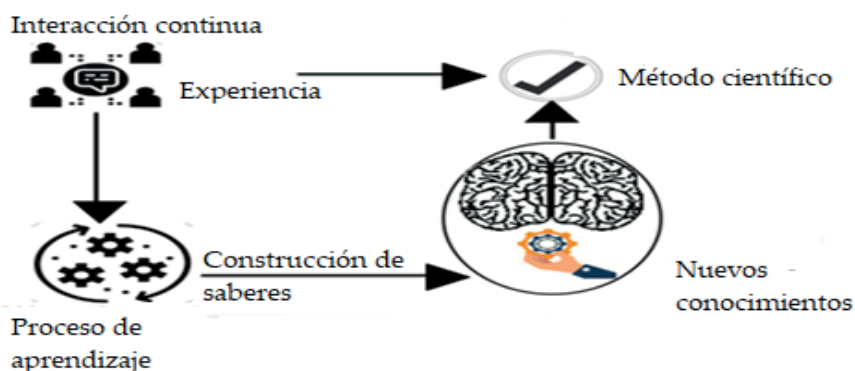 Interacción continua
Experiencia
Método científico
Construcción de
saberes
Nuevos
conocimientos
Proceso de
aprendizaje